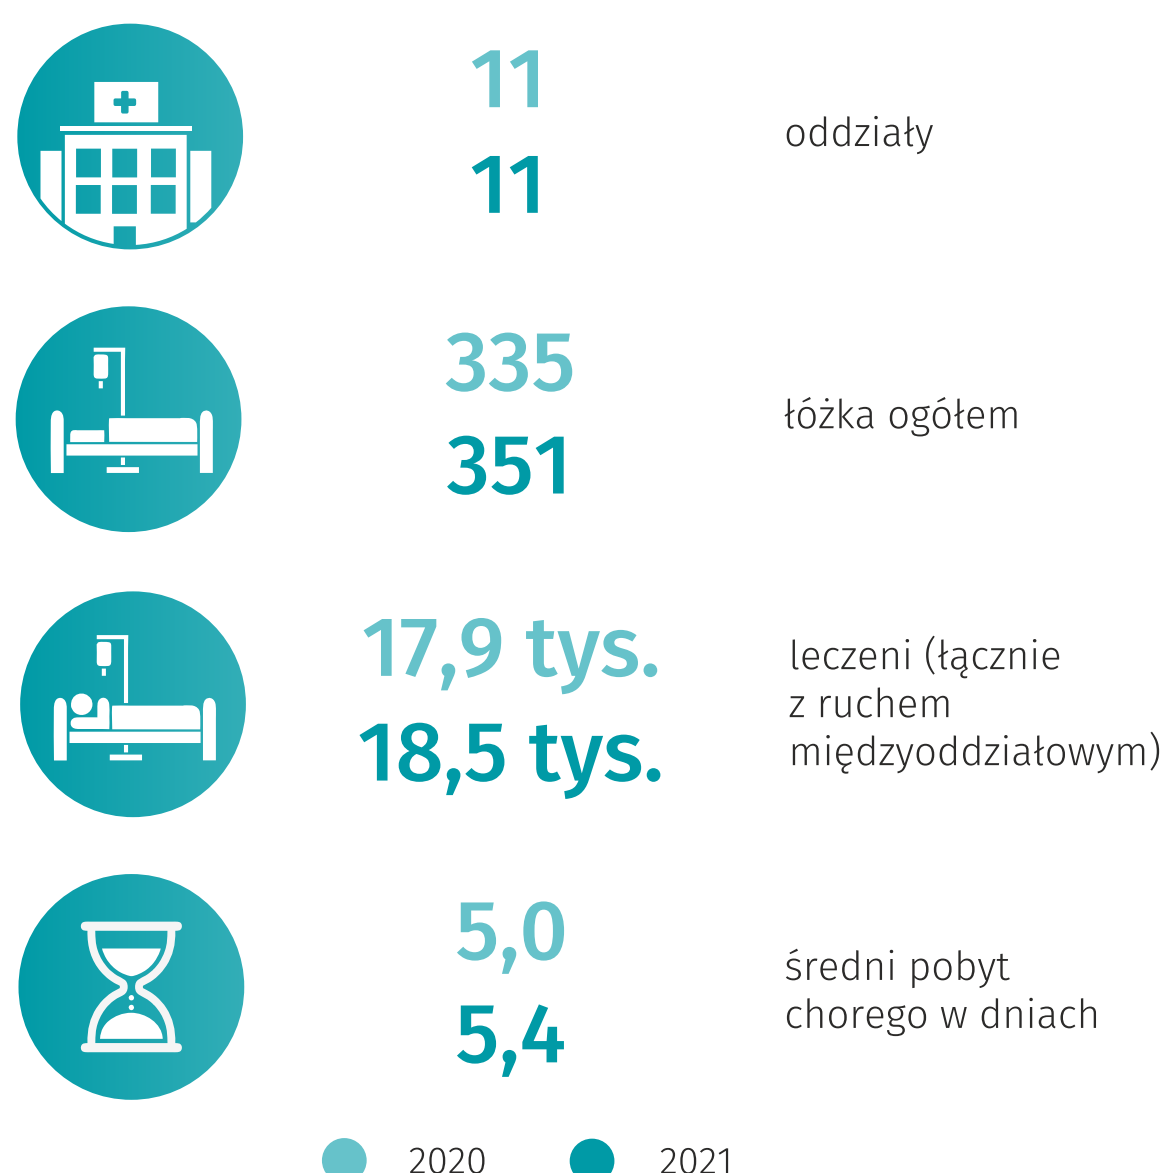 11
11
oddziały
335
351
łóżka ogółem
17,9 tys.
18,5 tys.
leczeni (łącznie
z ruchem
międzyoddziałowym)
5,0
5,4
średni pobyt
chorego w dniach
2020 2021